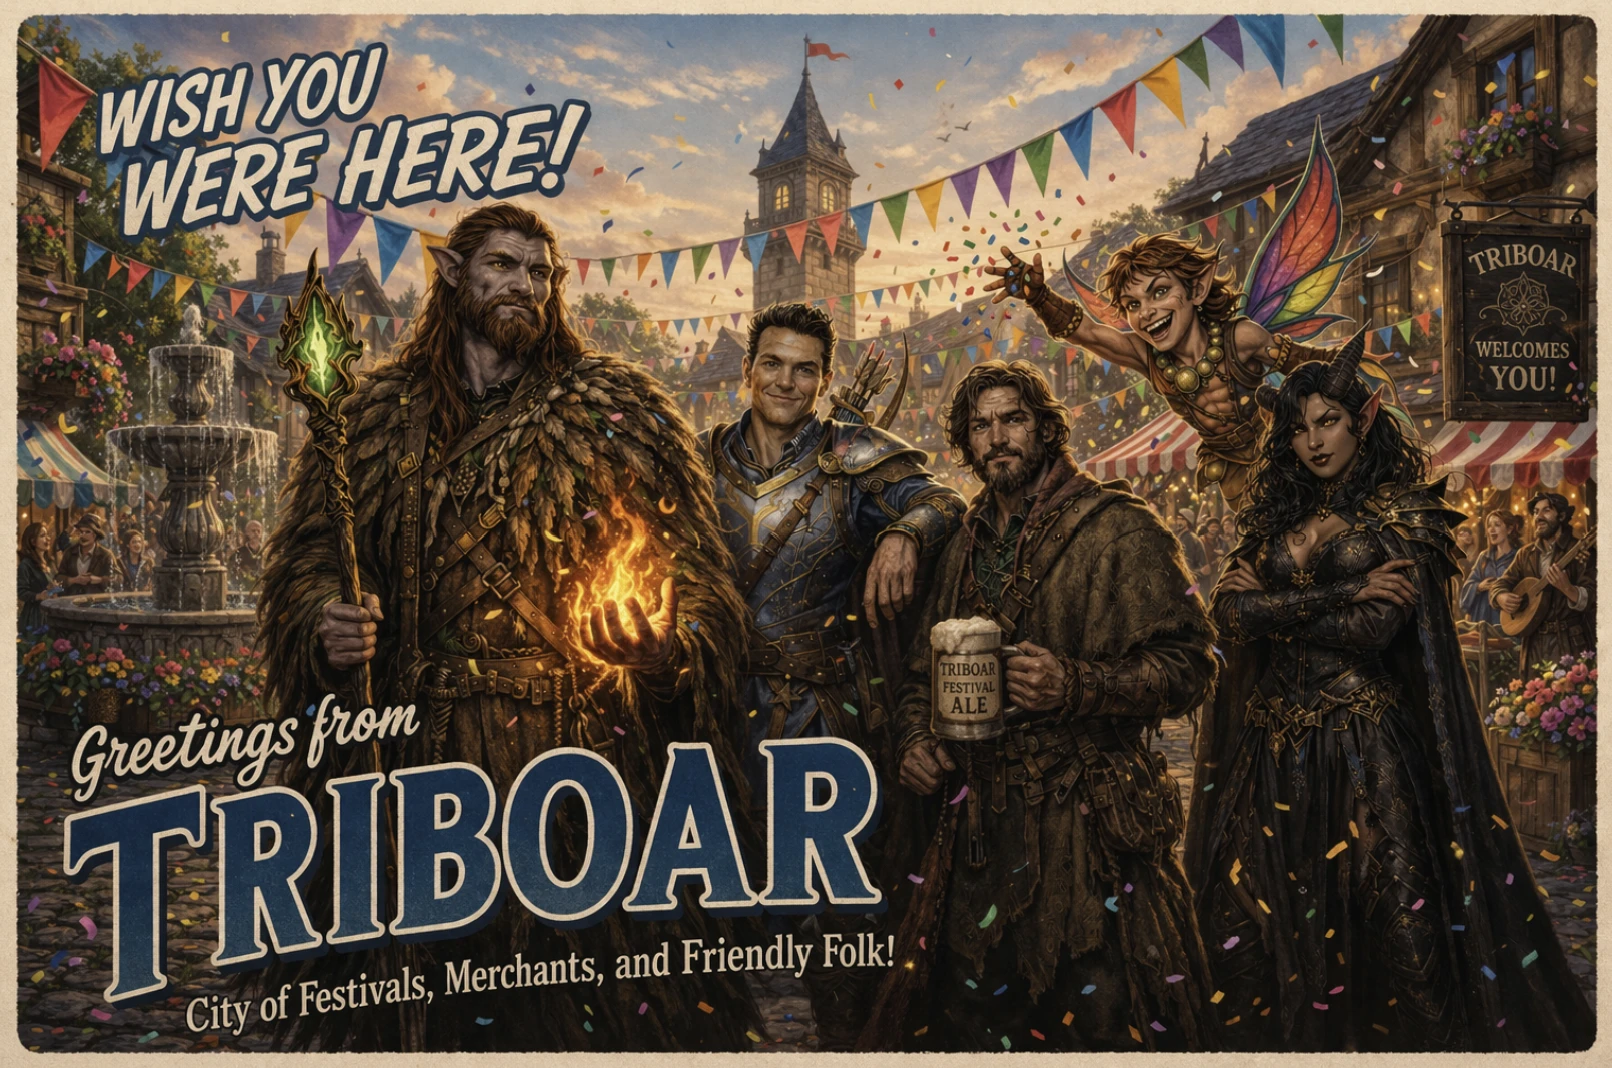 WISH YOU
WERE HERE!
TRIBOAR
WELCOMES
YOU!
TRIBOAR
FESTIVAL
ALE
Greetings from
TRIBOAR
City of Festivals, Merchants, and Friendly Folk!